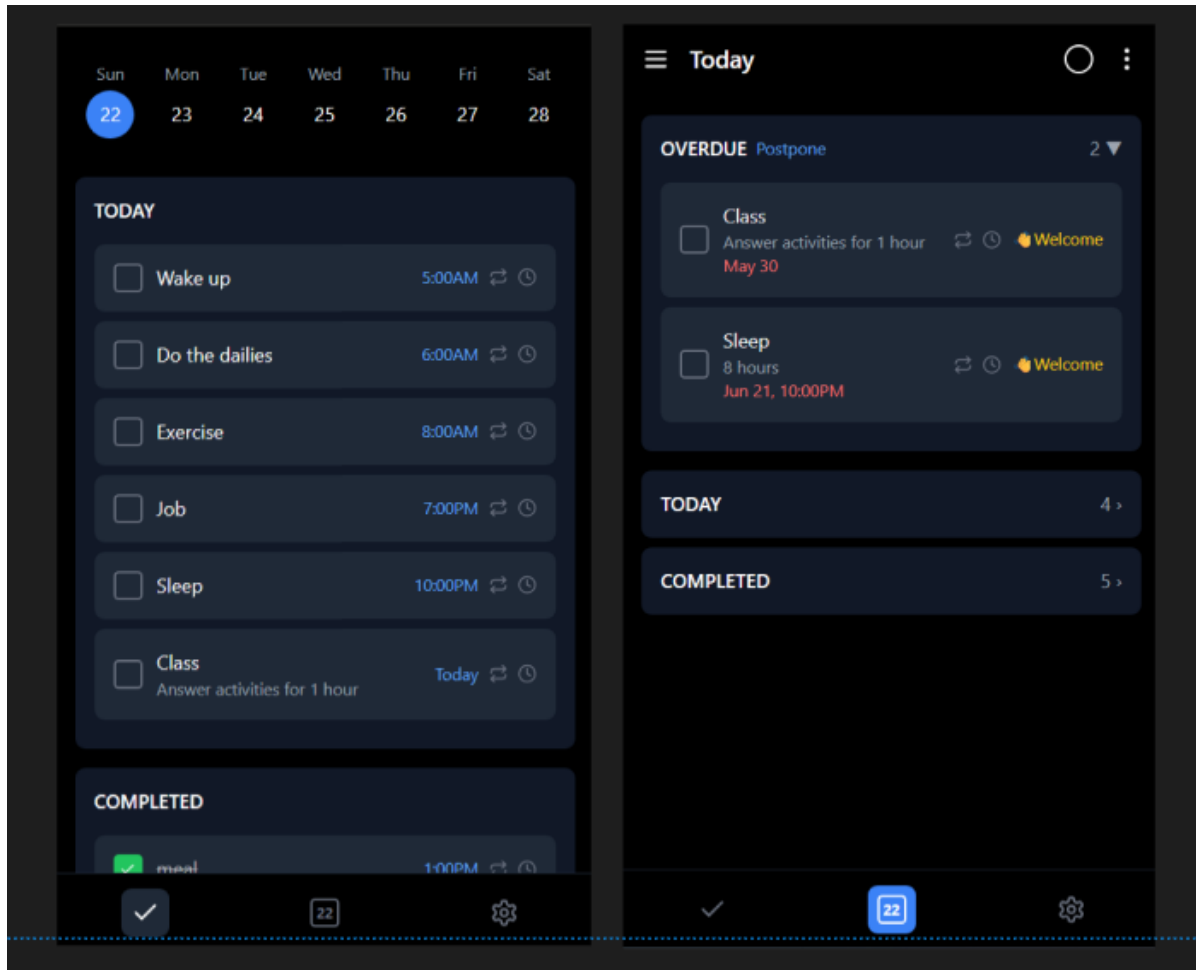 Sun Mon Tue Wed Thu Fri Sat
22 23 24 25 26 27 28
TODAY
Wake up 5:00AM
Do the dailies 6:00AM
Exercise 8:00AM
Job 7:00PM
Sleep 10:00PM
Class
Answer activities for 1 hour
Today
COMPLETED
meal 1:00PM
22
Today
OVERDUE Postpone 2
Class
Answer activities for 1 hour
May 30
Welcome
Sleep
8 hours
Jun 21, 10:00PM
Welcome
TODAY 4 ›
COMPLETED 5 ›
22